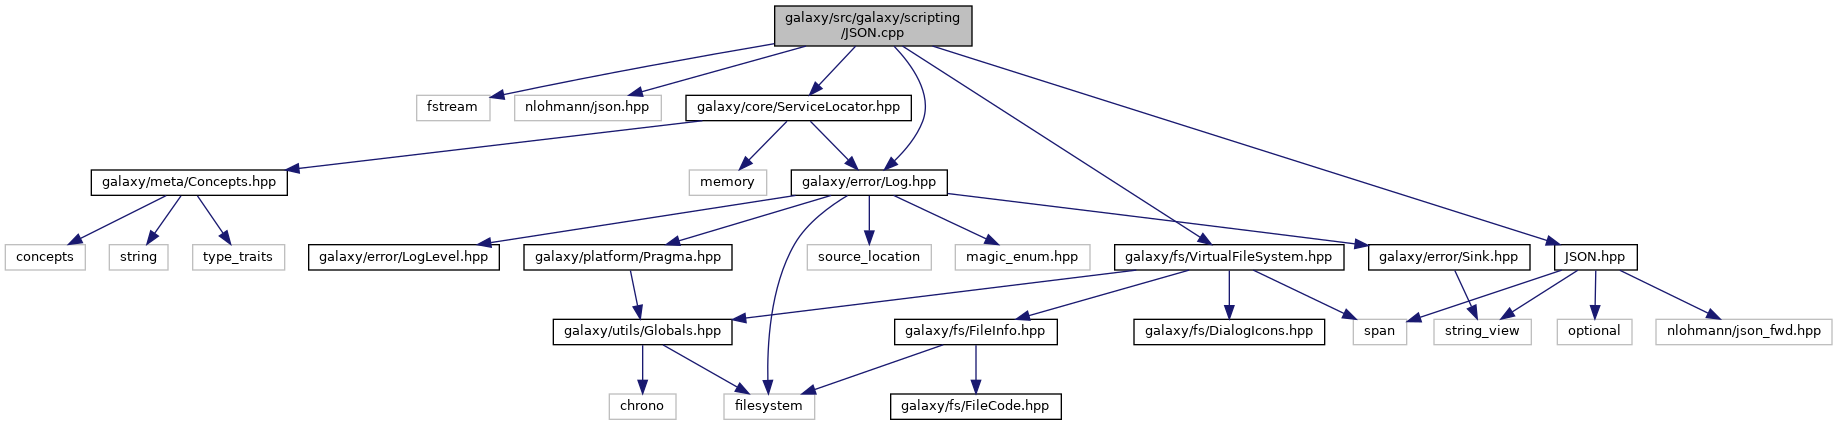 galaxy/src/galaxy/scripting
/JSON.cpp
fstream
nlohmann/json.hpp
galaxy/core/ServiceLocator.hpp
galaxy/meta/Concepts.hpp
memory
galaxy/error/Log.hpp
concepts
string
type_traits
galaxy/error/LogLevel.hpp
galaxy/platform/Pragma.hpp
source_location
magic_enum.hpp
galaxy/fs/VirtualFileSystem.hpp
galaxy/error/Sink.hpp
JSON.hpp
galaxy/utils/Globals.hpp
galaxy/fs/FileInfo.hpp
galaxy/fs/DialogIcons.hpp
span
string_view
optional
nlohmann/json_fwd.hpp
chrono
filesystem
galaxy/fs/FileCode.hpp